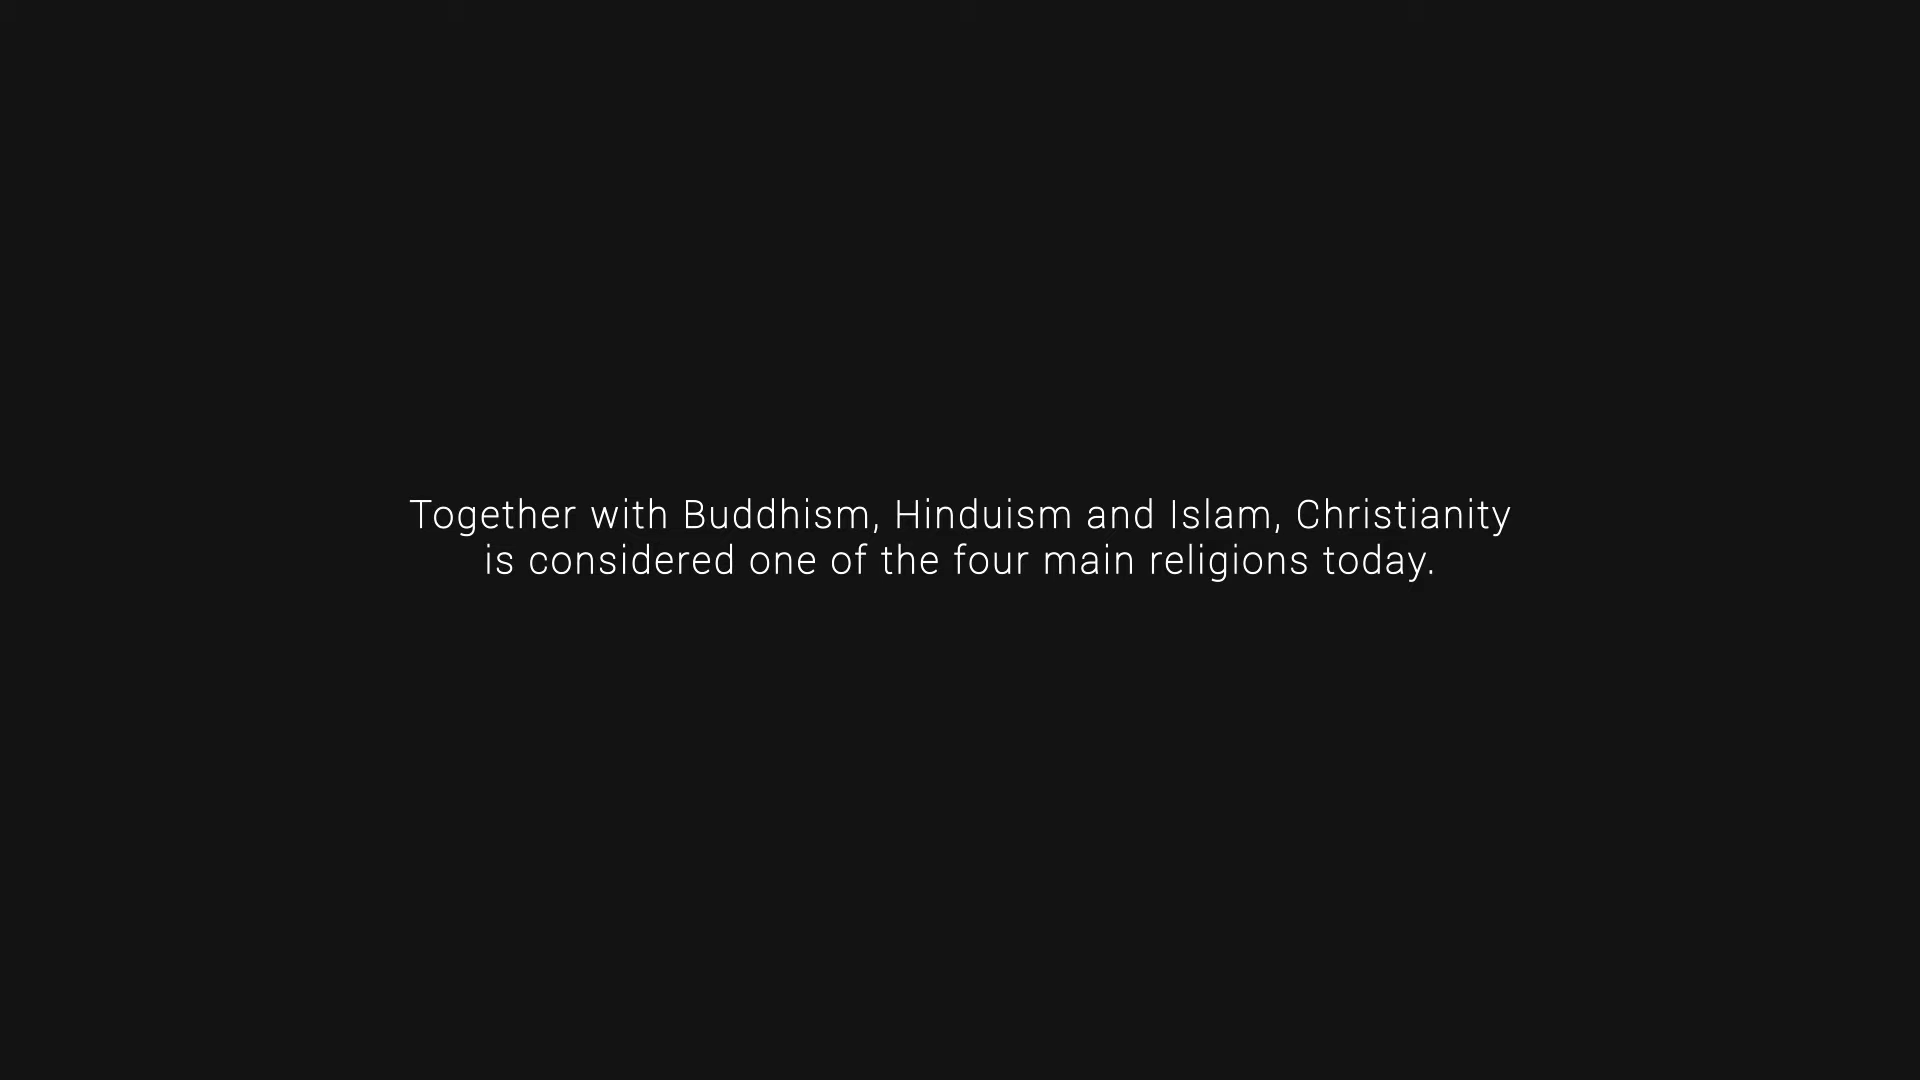 Together with Buddhism, Hinduism and Islam, Christianity
is considered one of the four main religions today.